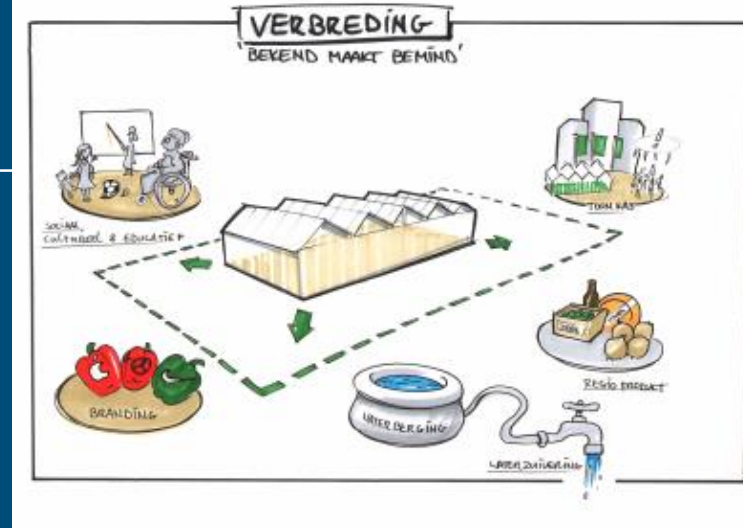 VERBREDING
'BEKEND MAAKT BEMIND'
SOCIAAL,
CULTUREEL & EDUCATIEF
TOON KAS
BRANDING
WATERBERGING
REGIO PRODUCT
WATERZUIVERING